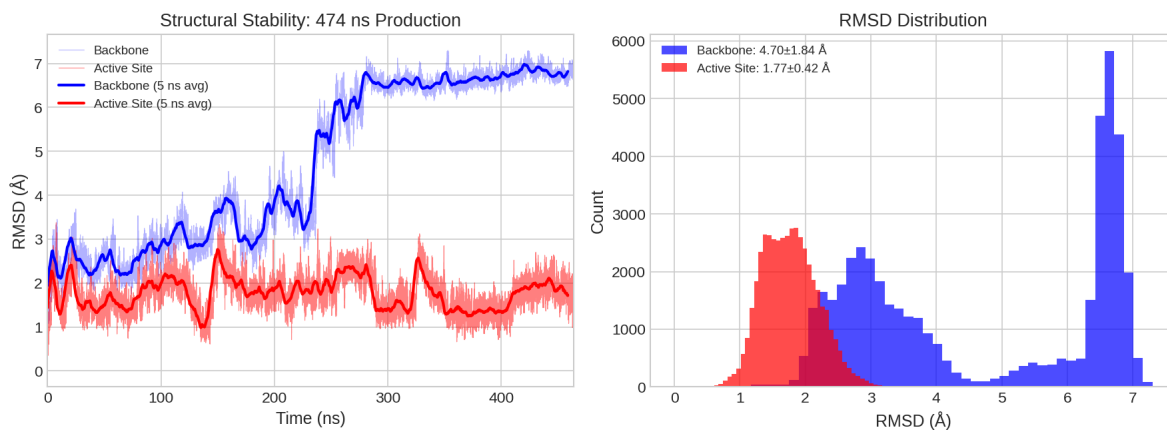 Structural Stability: 474 ns Production
Backbone
Active Site
Backbone (5 ns avg)
Active Site (5 ns avg)
RMSD (Å)
7
6
5
4
3
2
1
0
0
100
200
300
400
Time (ns)
RMSD Distribution
Backbone: 4.70±1.84 Å
Active Site: 1.77±0.42 Å
Count
6000
5000
4000
3000
2000
1000
0
0
1
2
3
4
5
6
7
RMSD (Å)